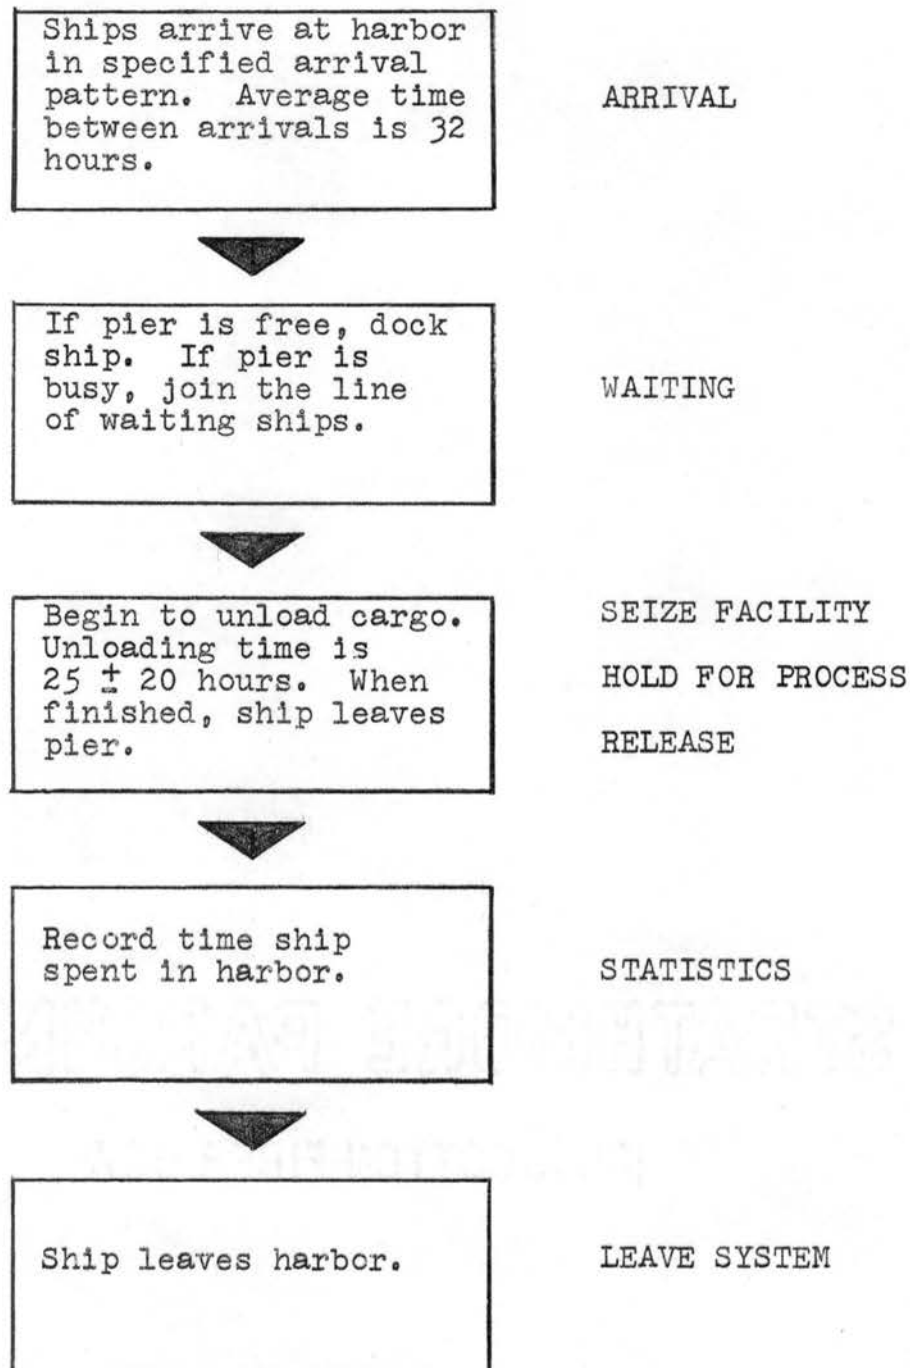 Ships arrive at harbor
in specified arrival
pattern. Average time
between arrivals is 32
hours.
ARRIVAL
If pier is free, dock
ship. If pier is
busy, join the line
of waiting ships.
WAITING
Begin to unload cargo.
Unloading time is
25 ± 20 hours. When
finished, ship leaves
pier.
SEIZE FACILITY
HOLD FOR PROCESS
RELEASE
Record time ship
spent in harbor.
STATISTICS
Ship leaves harbor.
LEAVE SYSTEM